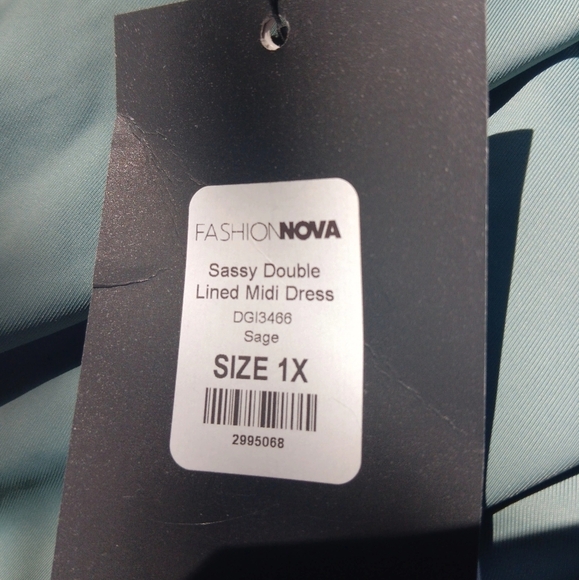 FASHIONNOVA
Sassy Double
Lined Midi Dress
DGI3466
Sage
SIZE 1X
2995068